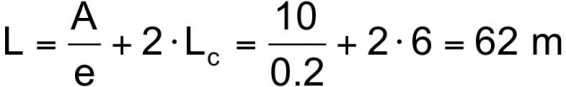 L = A/e + 2·L_c = 10/0.2 + 2·6 = 62 m